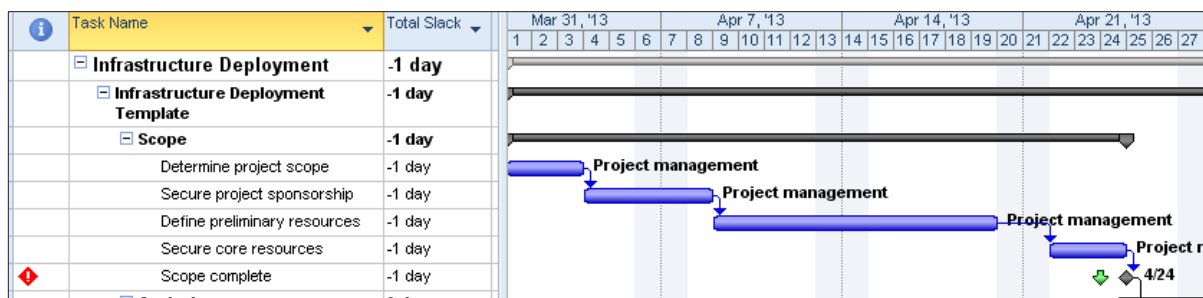 Task Name Total Slack Mar 31, '13 Apr 7, '13 Apr 14, '13 Apr 21, '13
1 2 3 4 5 6 7 8 9 10 11 12 13 14 15 16 17 18 19 20 21 22 23 24 25 26 27
Infrastructure Deployment -1 day
Infrastructure Deployment -1 day
Template
Scope -1 day
Determine project scope -1 day Project management
Secure project sponsorship -1 day Project management
Define preliminary resources -1 day Project management
Secure core resources -1 day Project
Scope complete -1 day 4/24